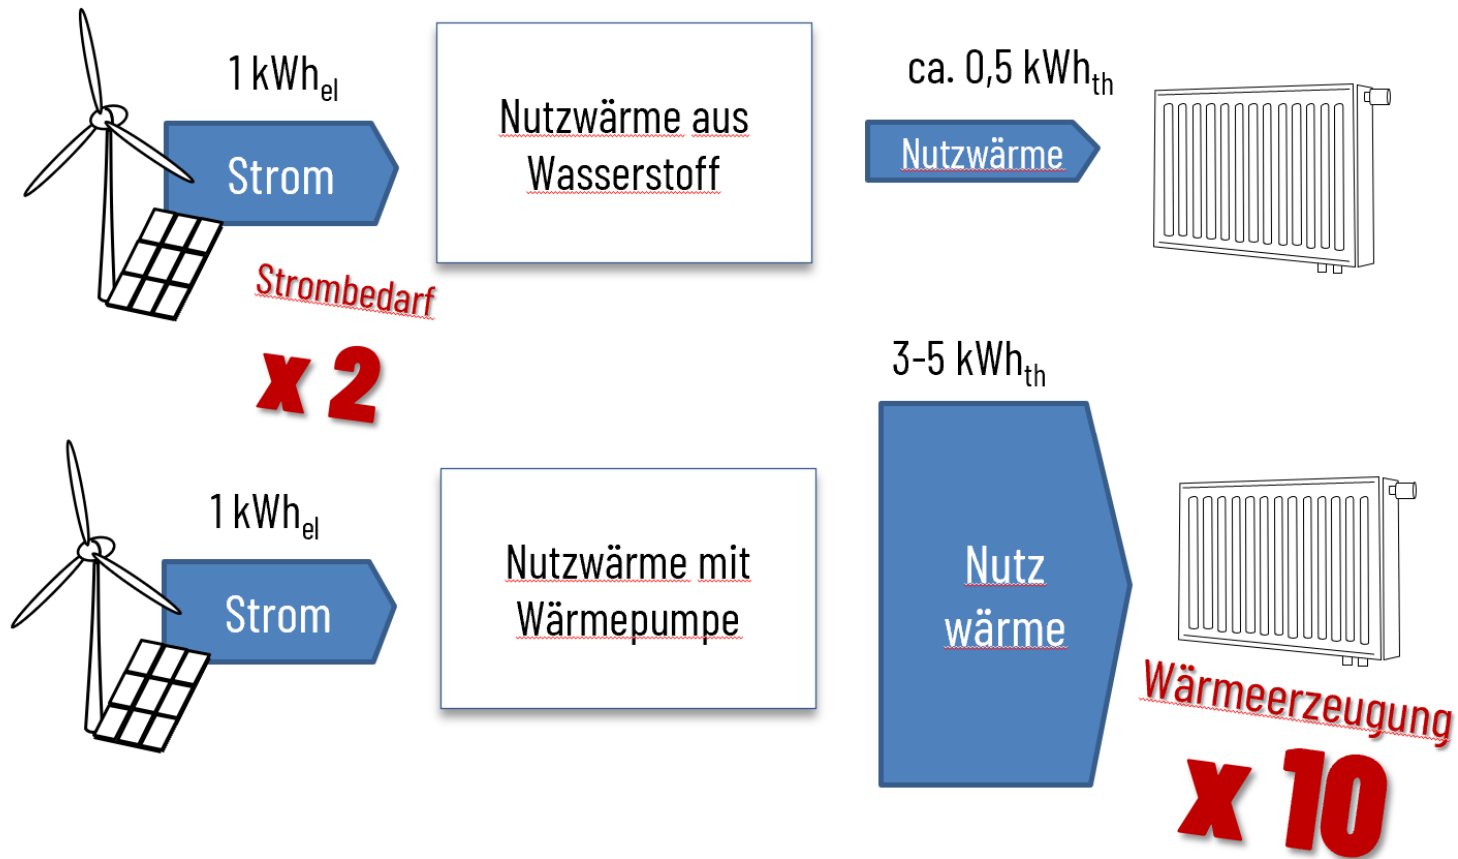 1 kWhel
ca. 0,5 kWhth
Strom
Nutzwärme aus
Wasserstoff
Nutzwärme
Strombedarf
x 2
3-5 kWhth
1 kWhel
Strom
Nutzwärme mit
Wärmepumpe
Nutz
wärme
Wärmeerzeugung
x 10